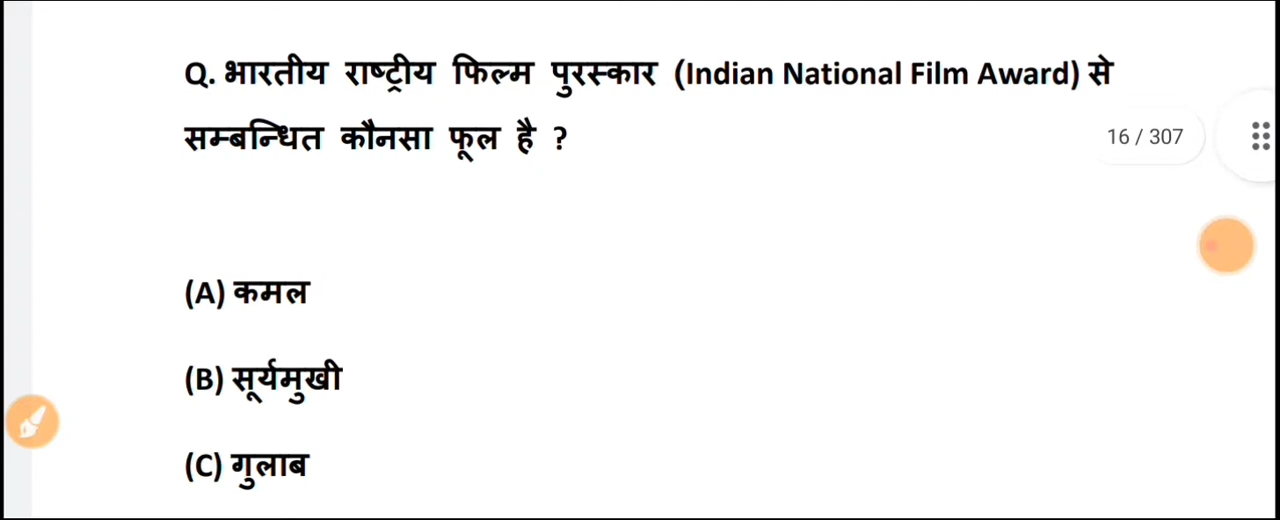 Q. भारतीय राष्ट्रीय फिल्म पुरस्कार (Indian National Film Award) से
सम्बन्धित कौनसा फूल है ?
16 / 307
(A) कमल
(B) सूर्यमुखी
(C) गुलाब